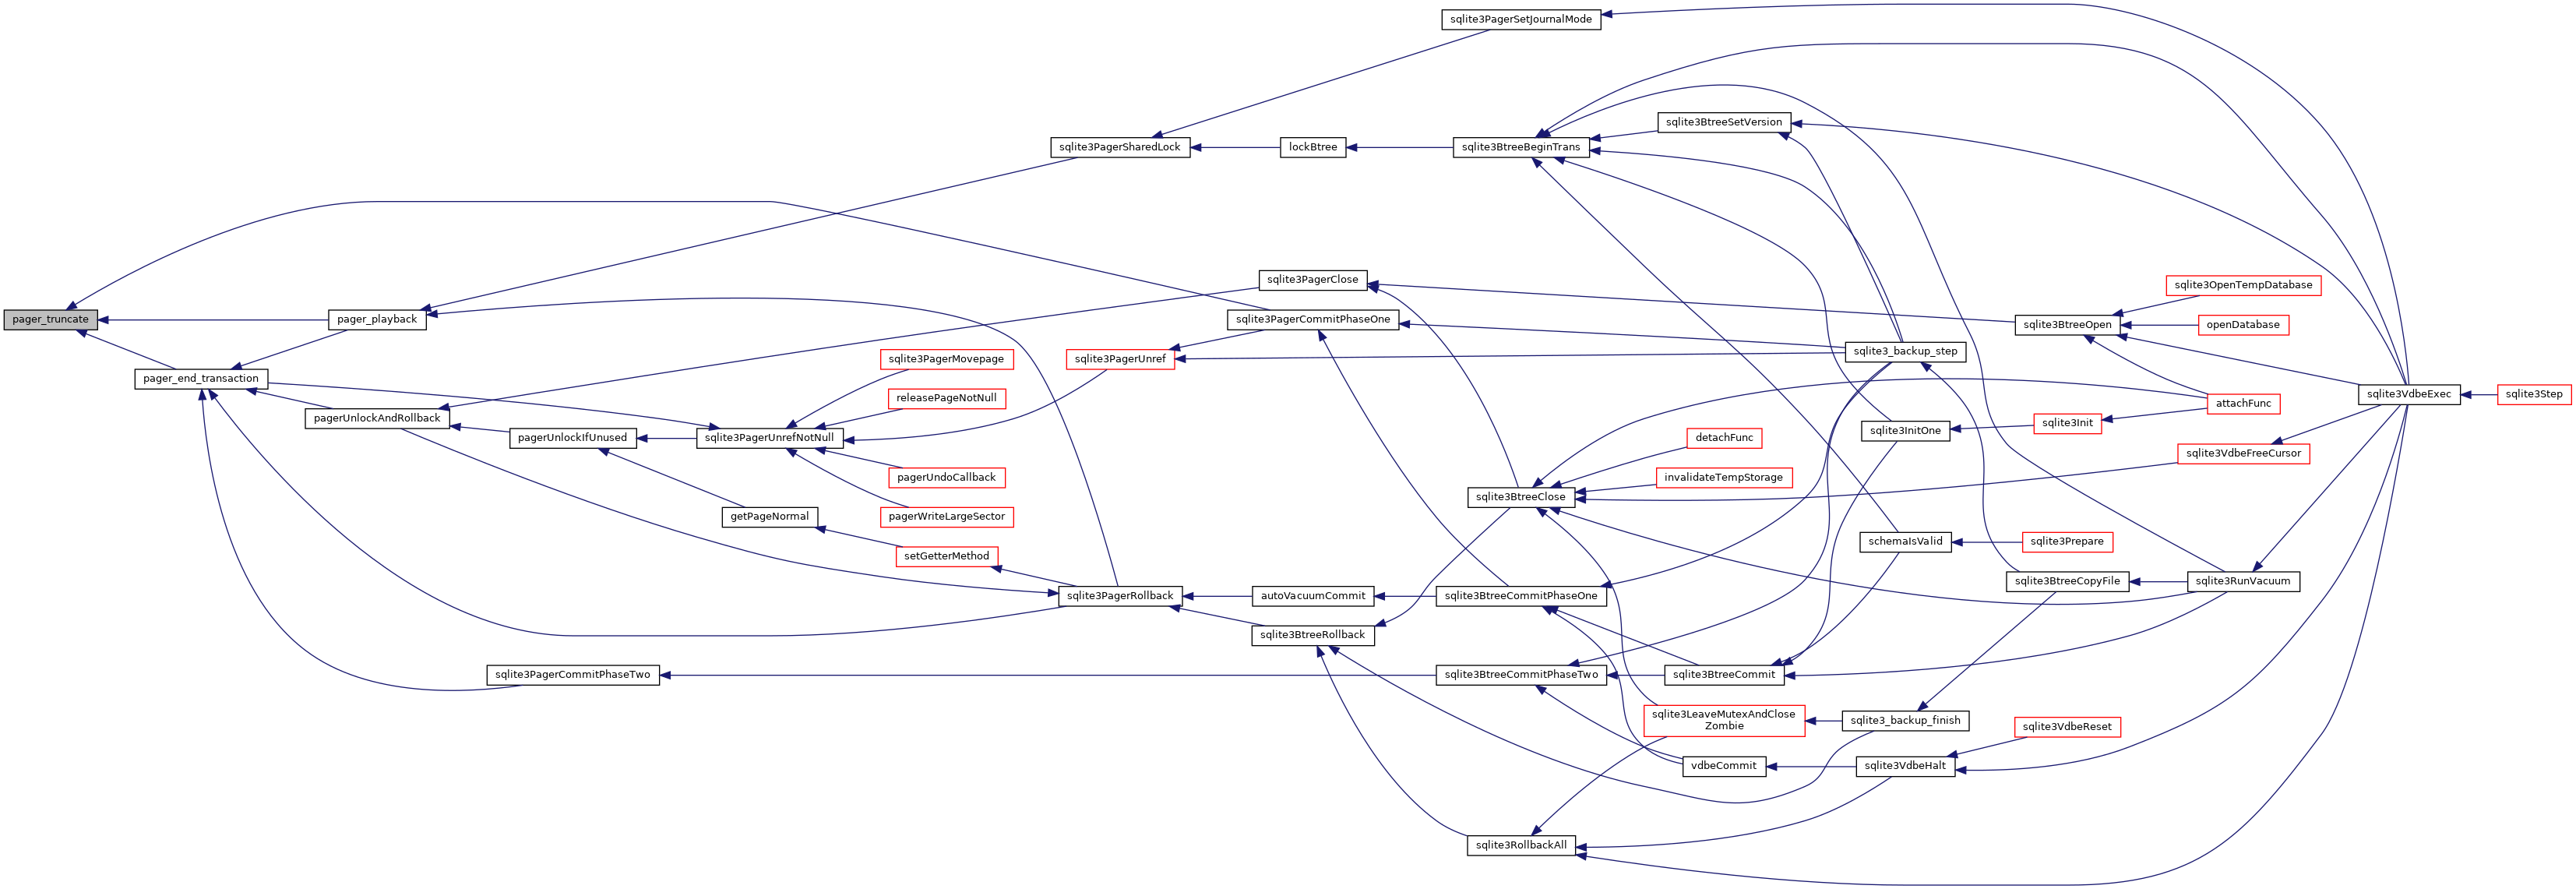 sqlite3PagerSetJournalMode
sqlite3BtreeSetVersion
sqlite3PagerSharedLock
lockBtree
sqlite3BtreeBeginTrans
sqlite3PagerClose
sqlite3OpenTempDatabase
pager_truncate
pager_playback
sqlite3PagerCommitPhaseOne
sqlite3BtreeOpen
openDatabase
sqlite3PagerMovepage
sqlite3PagerUnref
sqlite3_backup_step
pager_end_transaction
releasePageNotNull
sqlite3VdbeExec
sqlite3Step
attachFunc
pagerUnlockAndRollback
sqlite3Init
sqlite3InitOne
pagerUnlockIfUnused
sqlite3PagerUnrefNotNull
detachFunc
sqlite3VdbeFreeCursor
pagerUndoCallback
invalidateTempStorage
sqlite3BtreeClose
getPageNormal
pagerWriteLargeSector
schemaIsValid
sqlite3Prepare
setGetterMethod
sqlite3BtreeCopyFile
sqlite3RunVacuum
sqlite3PagerRollback
autoVacuumCommit
sqlite3BtreeCommitPhaseOne
sqlite3BtreeRollback
sqlite3PagerCommitPhaseTwo
sqlite3BtreeCommitPhaseTwo
sqlite3BtreeCommit
sqlite3LeaveMutexAndClose
Zombie
sqlite3_backup_finish
sqlite3VdbeReset
vdbeCommit
sqlite3VdbeHalt
sqlite3RollbackAll